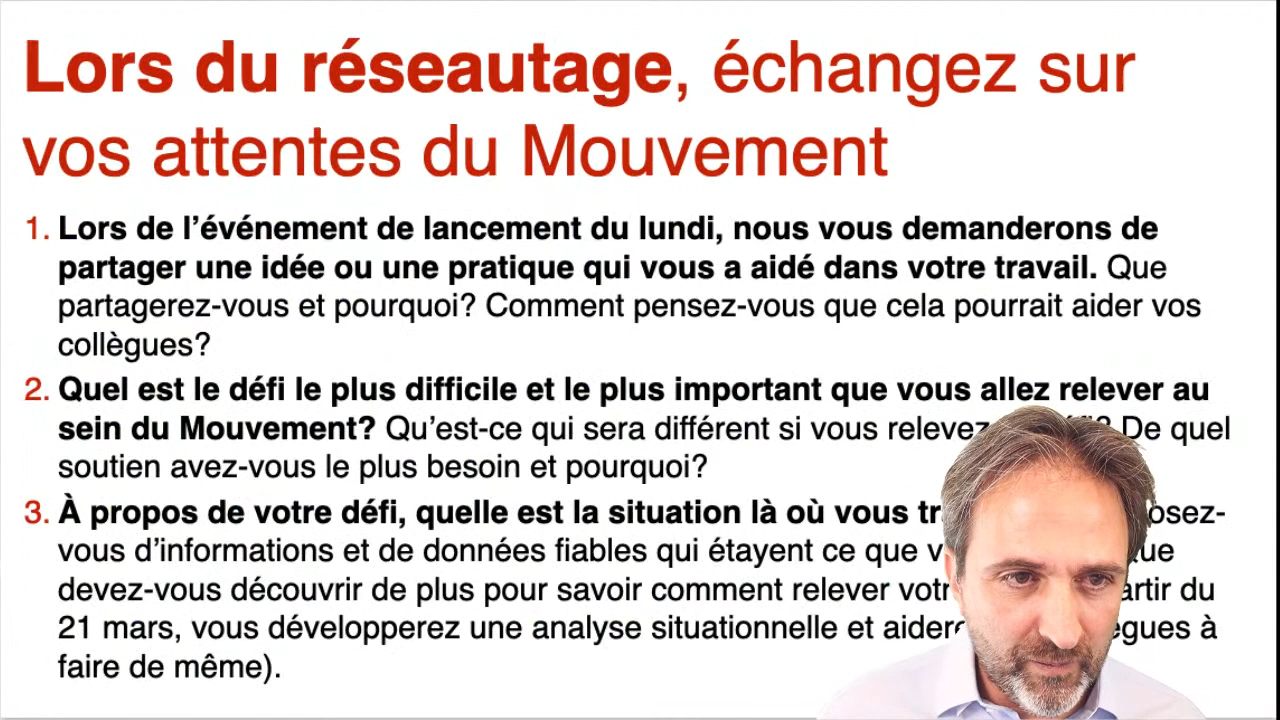 Lors du réseautage, échangez sur
vos attentes du Mouvement
1. Lors de l’événement de lancement du lundi, nous vous demanderons de
partager une idée ou une pratique qui vous a aidé dans votre travail. Que
partagerez-vous et pourquoi? Comment pensez-vous que cela pourrait aider vos
collègues?
2. Quel est le défi le plus difficile et le plus important que vous allez relever au
sein du Mouvement? Qu’est-ce qui sera différent si vous relevez De quel
soutien avez-vous le plus besoin et pourquoi?
3. À propos de votre défi, quelle est la situation là où vous
vous d’informations et de données fiables qui étayent ce que
devez-vous découvrir de plus pour savoir comment relever du
21 mars, vous développerez une analyse situationnelle et à
faire de même).